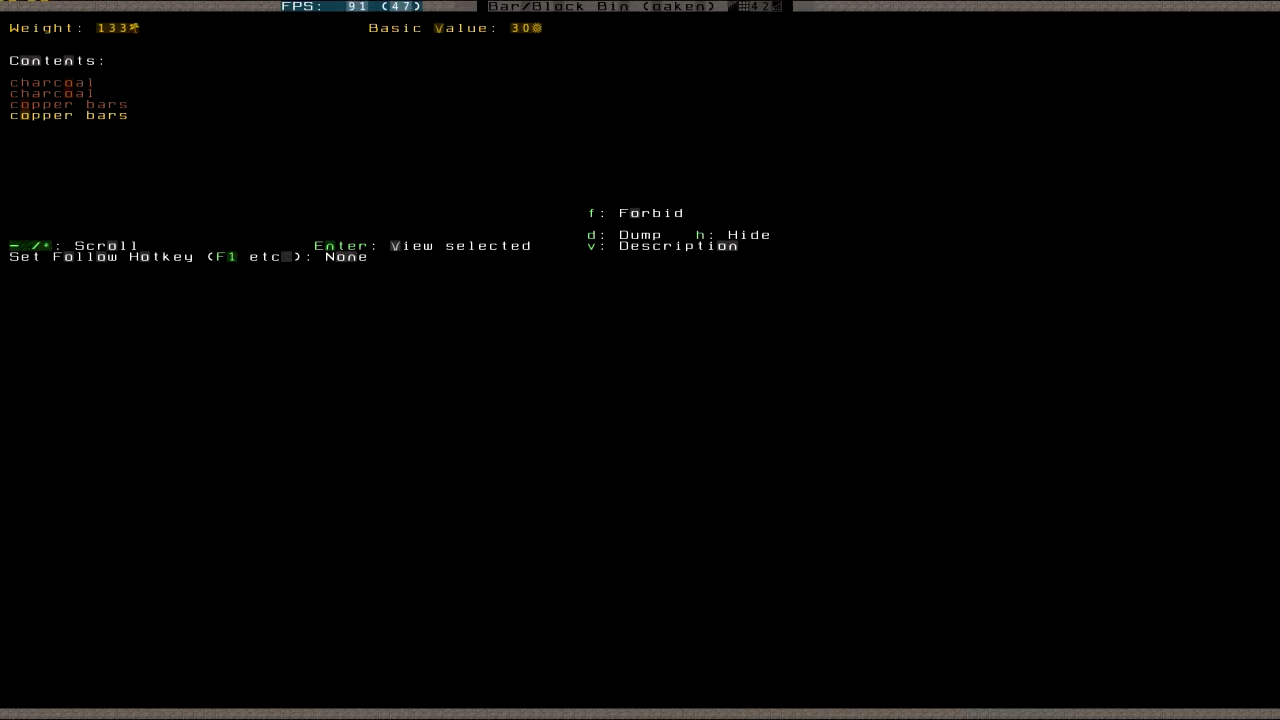 FPS: 91 (47) Bar/Block Bin (oaken)
Weight: 133 Basic Value: 30☼
Contents:
charcoal
charcoal
copper bars
copper bars
f: Forbid
d: Dump h: Hide
-/*: Scroll Enter: View selected v: Description
Set Follow Hotkey (F1 etc.): None